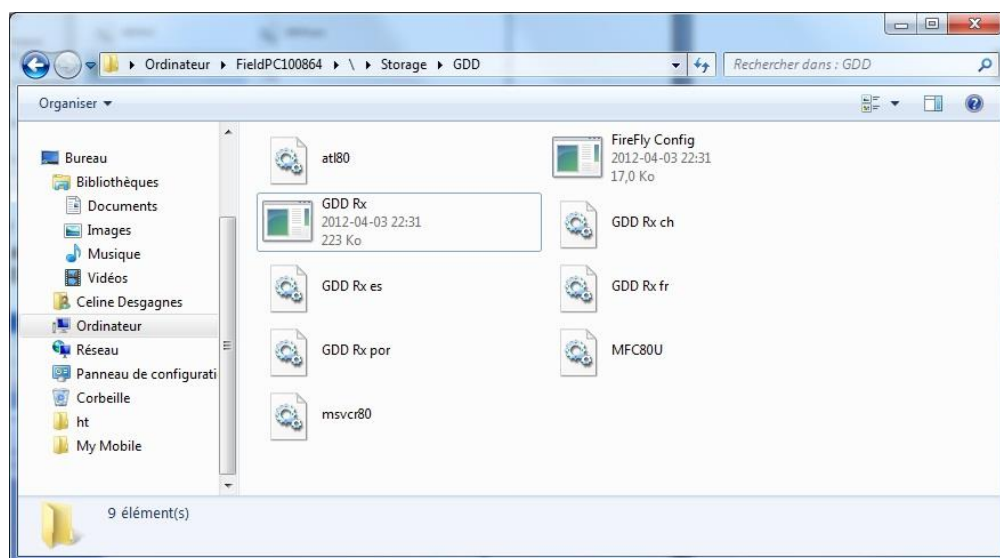 Ordinateur FieldPC100864 \ Storage GDD
Rechercher dans : GDD
Organiser
Bureau
Bibliothèques
Documents
Images
Musique
Vidéos
Celine Desgagnes
Ordinateur
Réseau
Panneau de configurati
Corbeille
ht
My Mobile
atl80
FireFly Config
2012-04-03 22:31
17,0 Ko
GDD Rx
2012-04-03 22:31
223 Ko
GDD Rx ch
GDD Rx es
GDD Rx fr
GDD Rx por
MFC80U
msvcr80
9 élément(s)